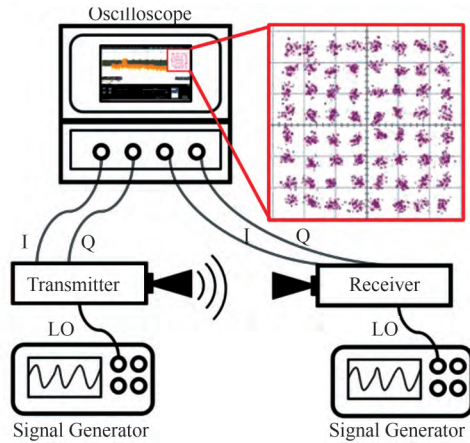 Oscilloscope
I
Q
I
Q
Transmitter
Receiver
LO
LO
Signal Generator
Signal Generator